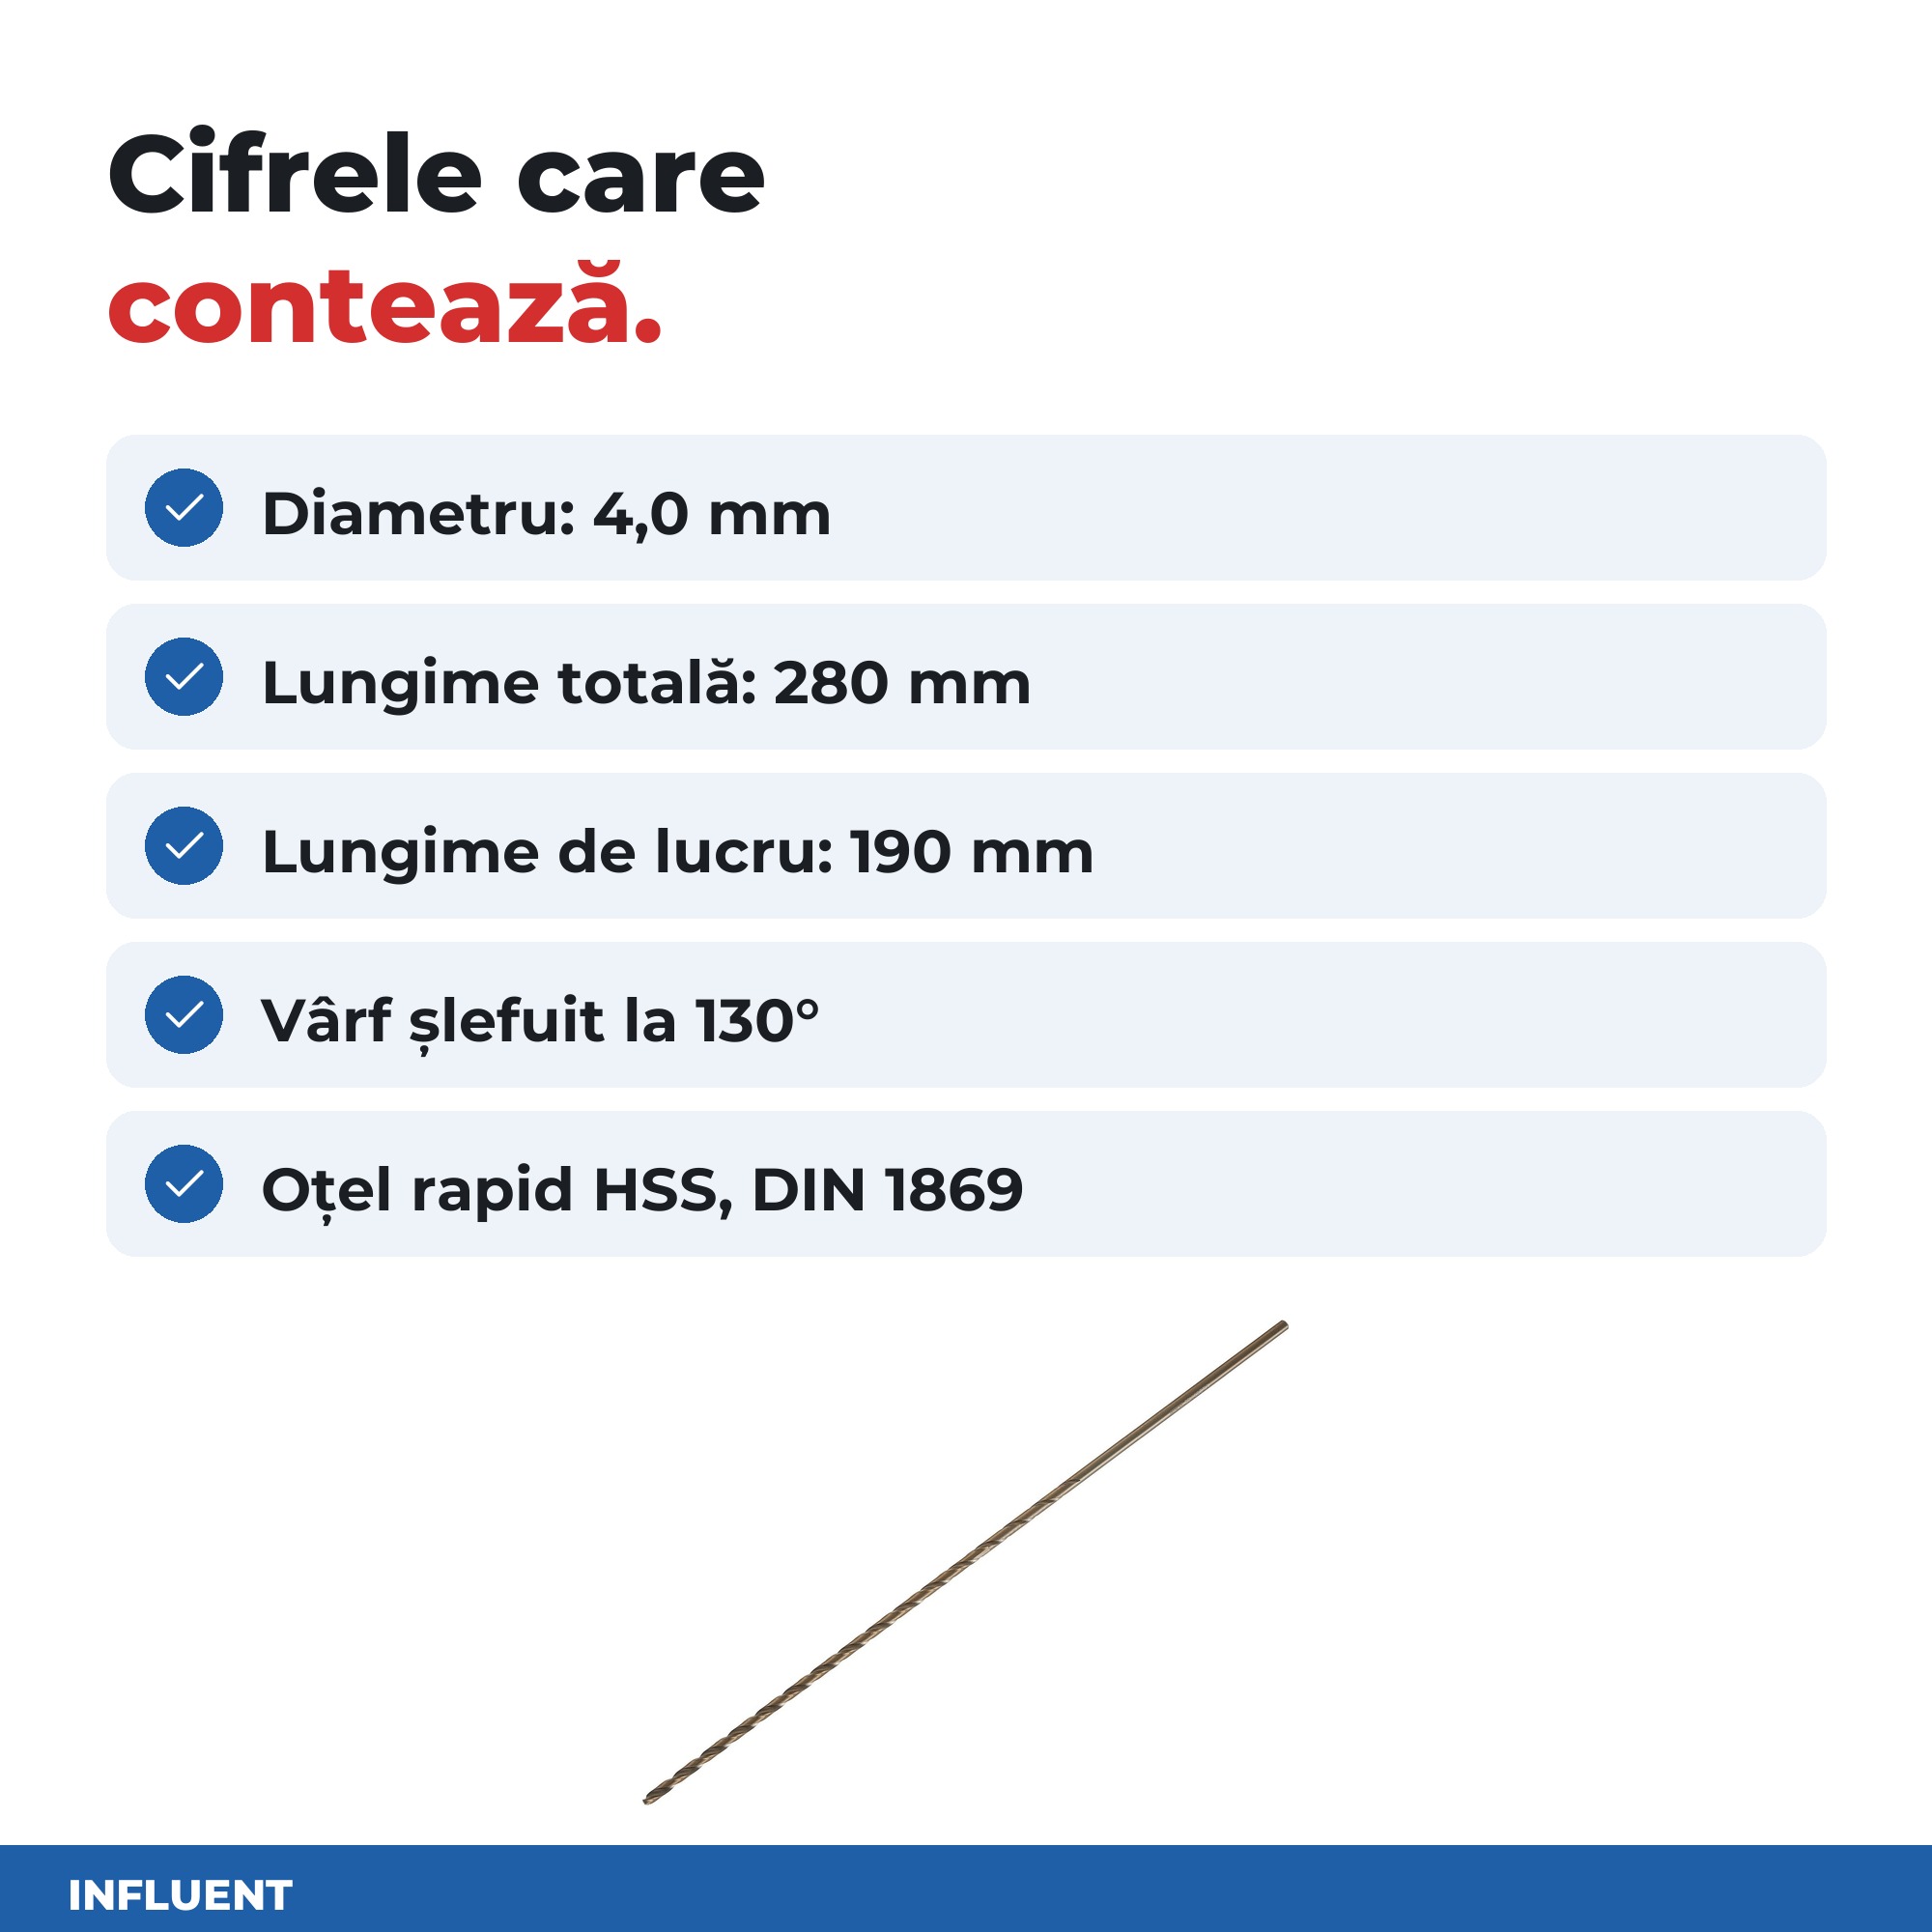 Cifrele care
contează.
Diametru: 4,0 mm
Lungime totală: 280 mm
Lungime de lucru: 190 mm
Vârf șlefuit la 130°
Oțel rapid HSS, DIN 1869
INFLUENT